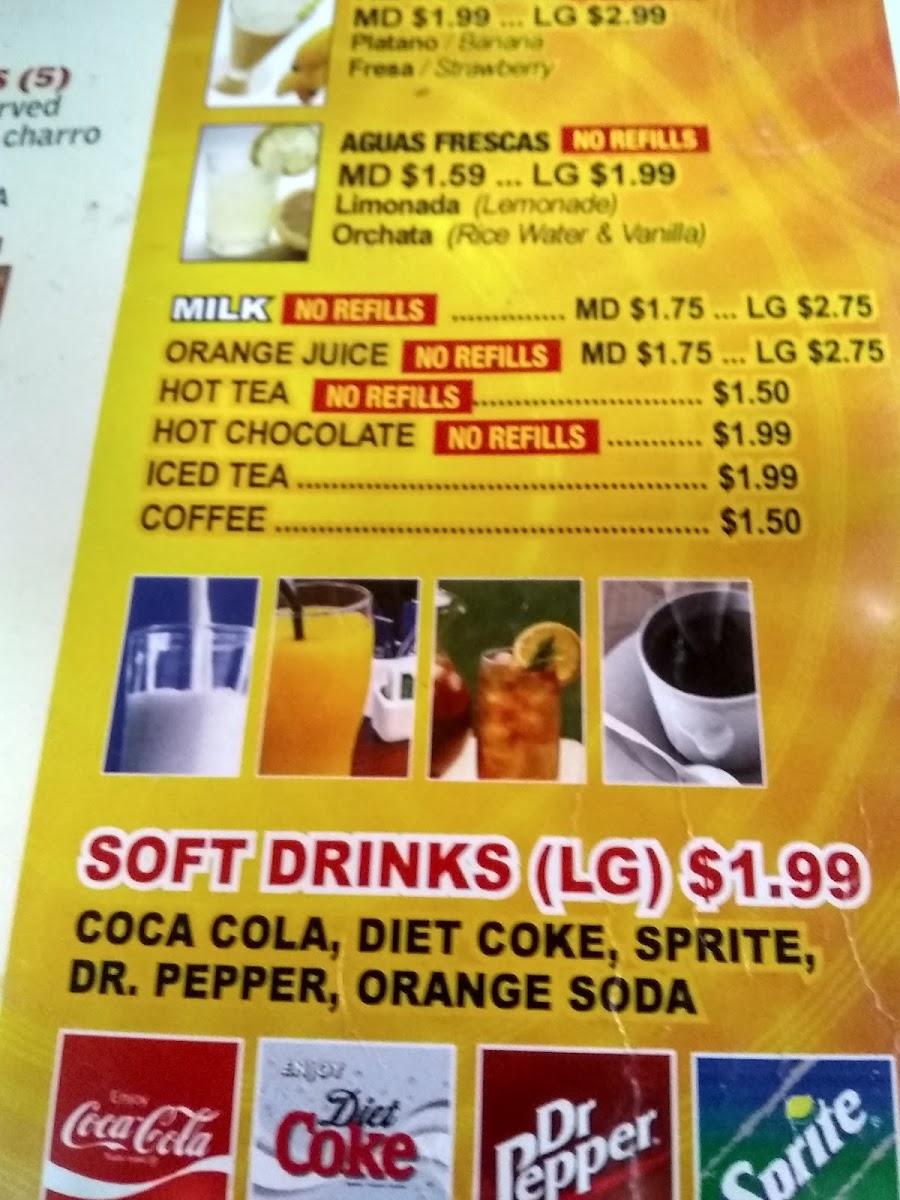 MD $1.99 ... LG $2.99
Platano / Banana
Fresa / Strawberry
S (5)
rved
charro
A
AGUAS FRESCAS NO REFILLS
MD $1.59 ... LG $1.99
Limonada (Lemonade)
Orchata (Rice Water & Vanilla)
MILK NO REFILLS .............. MD $1.75 ... LG $2.75
ORANGE JUICE NO REFILLS MD $1.75 ... LG $2.75
HOT TEA NO REFILLS ............................ $1.50
HOT CHOCOLATE NO REFILLS ........... $1.99
ICED TEA ................................................. $1.99
COFFEE .................................................... $1.50
SOFT DRINKS (LG) $1.99
COCA COLA, DIET COKE, SPRITE,
DR. PEPPER, ORANGE SODA
ENJOY
Coca-Cola
ENJOY
Diet
Coke
Dr
Pepper
Sprite